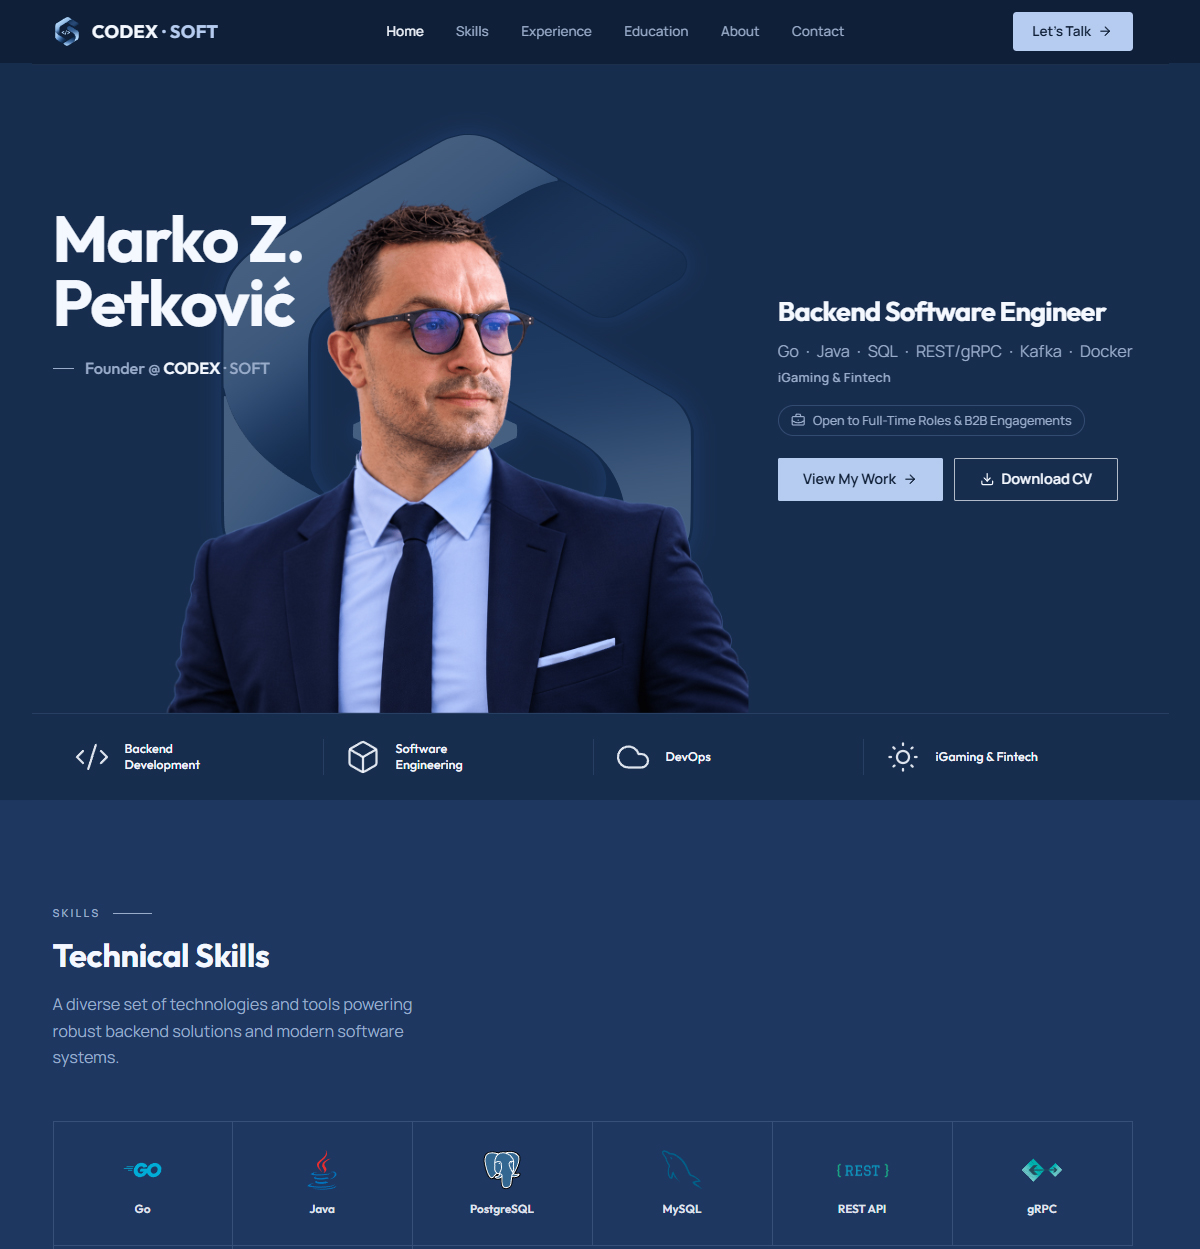 CODEX · SOFT
Home
Skills
Experience
Education
About
Contact
Let's Talk →
Marko Z.
Petković
Founder @ CODEX · SOFT
Backend Software Engineer
Go · Java · SQL · REST/gRPC · Kafka · Docker
iGaming & Fintech
Open to Full-Time Roles & B2B Engagements
View My Work →
Download CV
Backend
Development
Software
Engineering
DevOps
iGaming & Fintech
SKILLS
Technical Skills
A diverse set of technologies and tools powering
robust backend solutions and modern software
systems.
GO
{ REST }
Go
Java
PostgreSQL
MySQL
REST API
gRPC